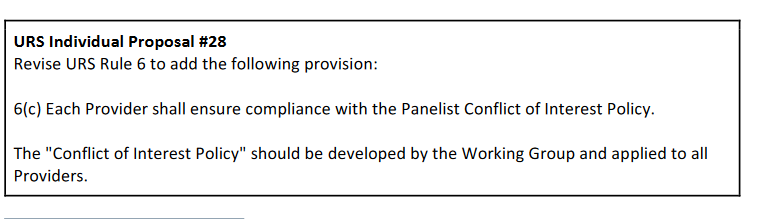 URS Individual Proposal #28
Revise URS Rule 6 to add the following provision:
6(c) Each Provider shall ensure compliance with the Panelist Conflict of Interest Policy.
The "Conflict of Interest Policy" should be developed by the Working Group and applied to all
Providers.